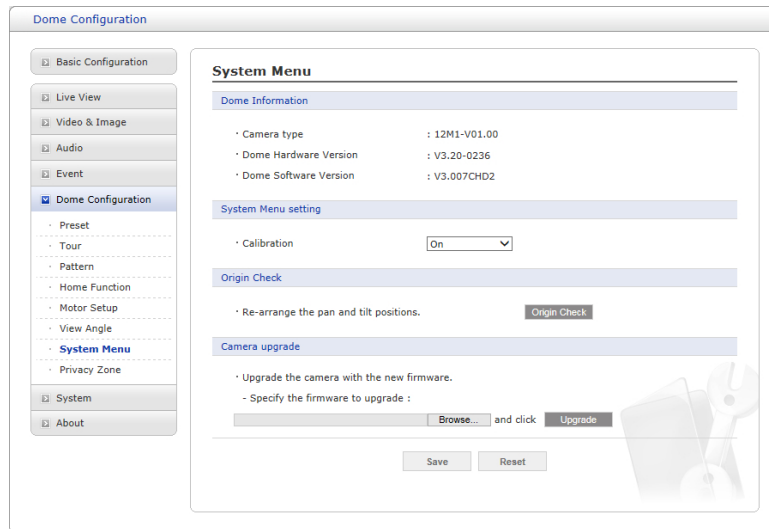 Dome Configuration
Basic Configuration
Live View
Video & Image
Audio
Event
Dome Configuration
· Preset
· Tour
· Pattern
· Home Function
· Motor Setup
· View Angle
· System Menu
· Privacy Zone
System
About
System Menu
Dome Information
· Camera type : 12M1-V01.00
· Dome Hardware Version : V3.20-0236
· Dome Software Version : V3.007CHD2
System Menu setting
· Calibration On
Origin Check
· Re-arrange the pan and tilt positions. Origin Check
Camera upgrade
· Upgrade the camera with the new firmware.
- Specify the firmware to upgrade :
Browse... and click Upgrade
Save Reset